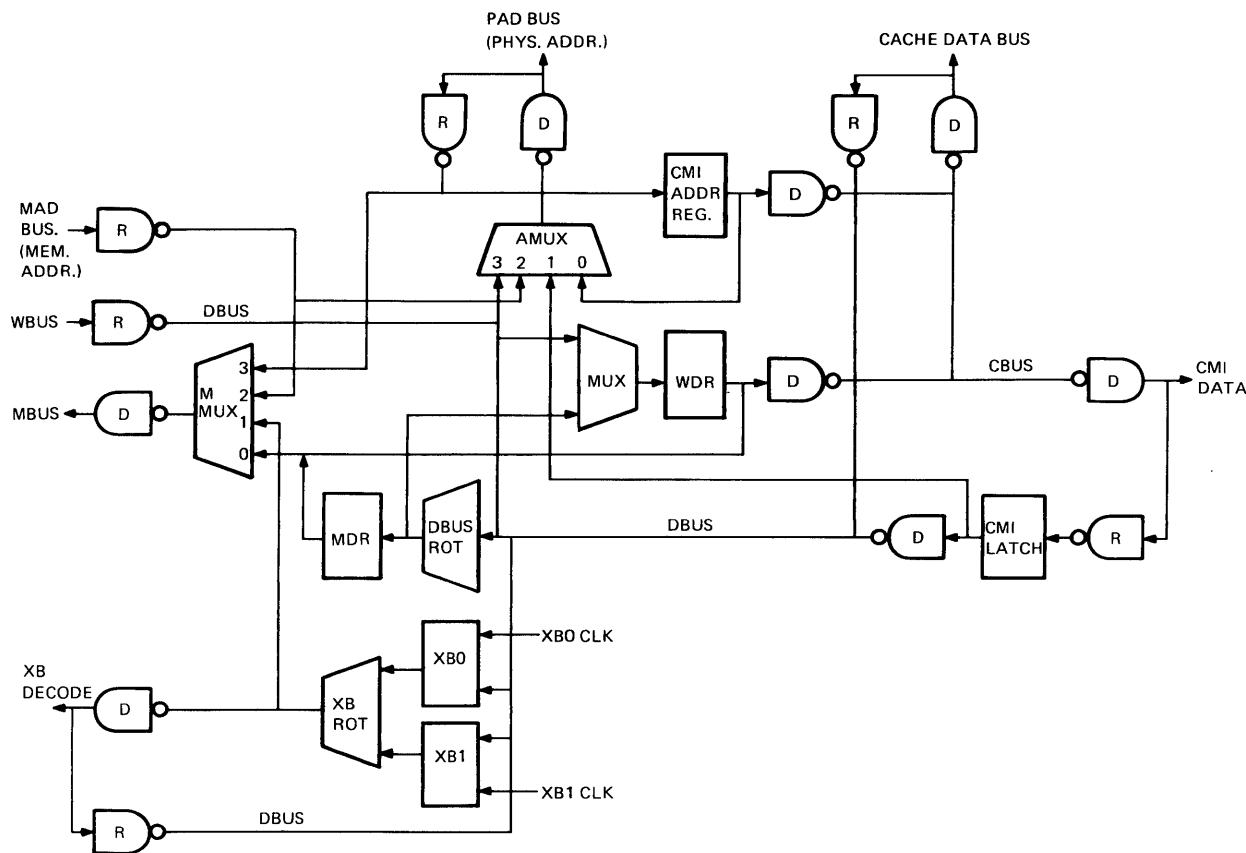 PAD BUS
(PHYS. ADDR.)
CACHE DATA BUS
R
D
R
D
CMI
ADDR
REG.
D
MAD
BUS.
(MEM.
ADDR.)
R
AMUX
3 2 1 0
WBUS
R
DBUS
MUX
WDR
D
CBUS
D
CMI
DATA
MBUS
D
M
MUX
3
2
1
0
MDR
DBUS
ROT
DBUS
D
CMI
LATCH
R
XB0
XB0 CLK
XB
DECODE
D
XB
ROT
XB1
XB1 CLK
R
DBUS